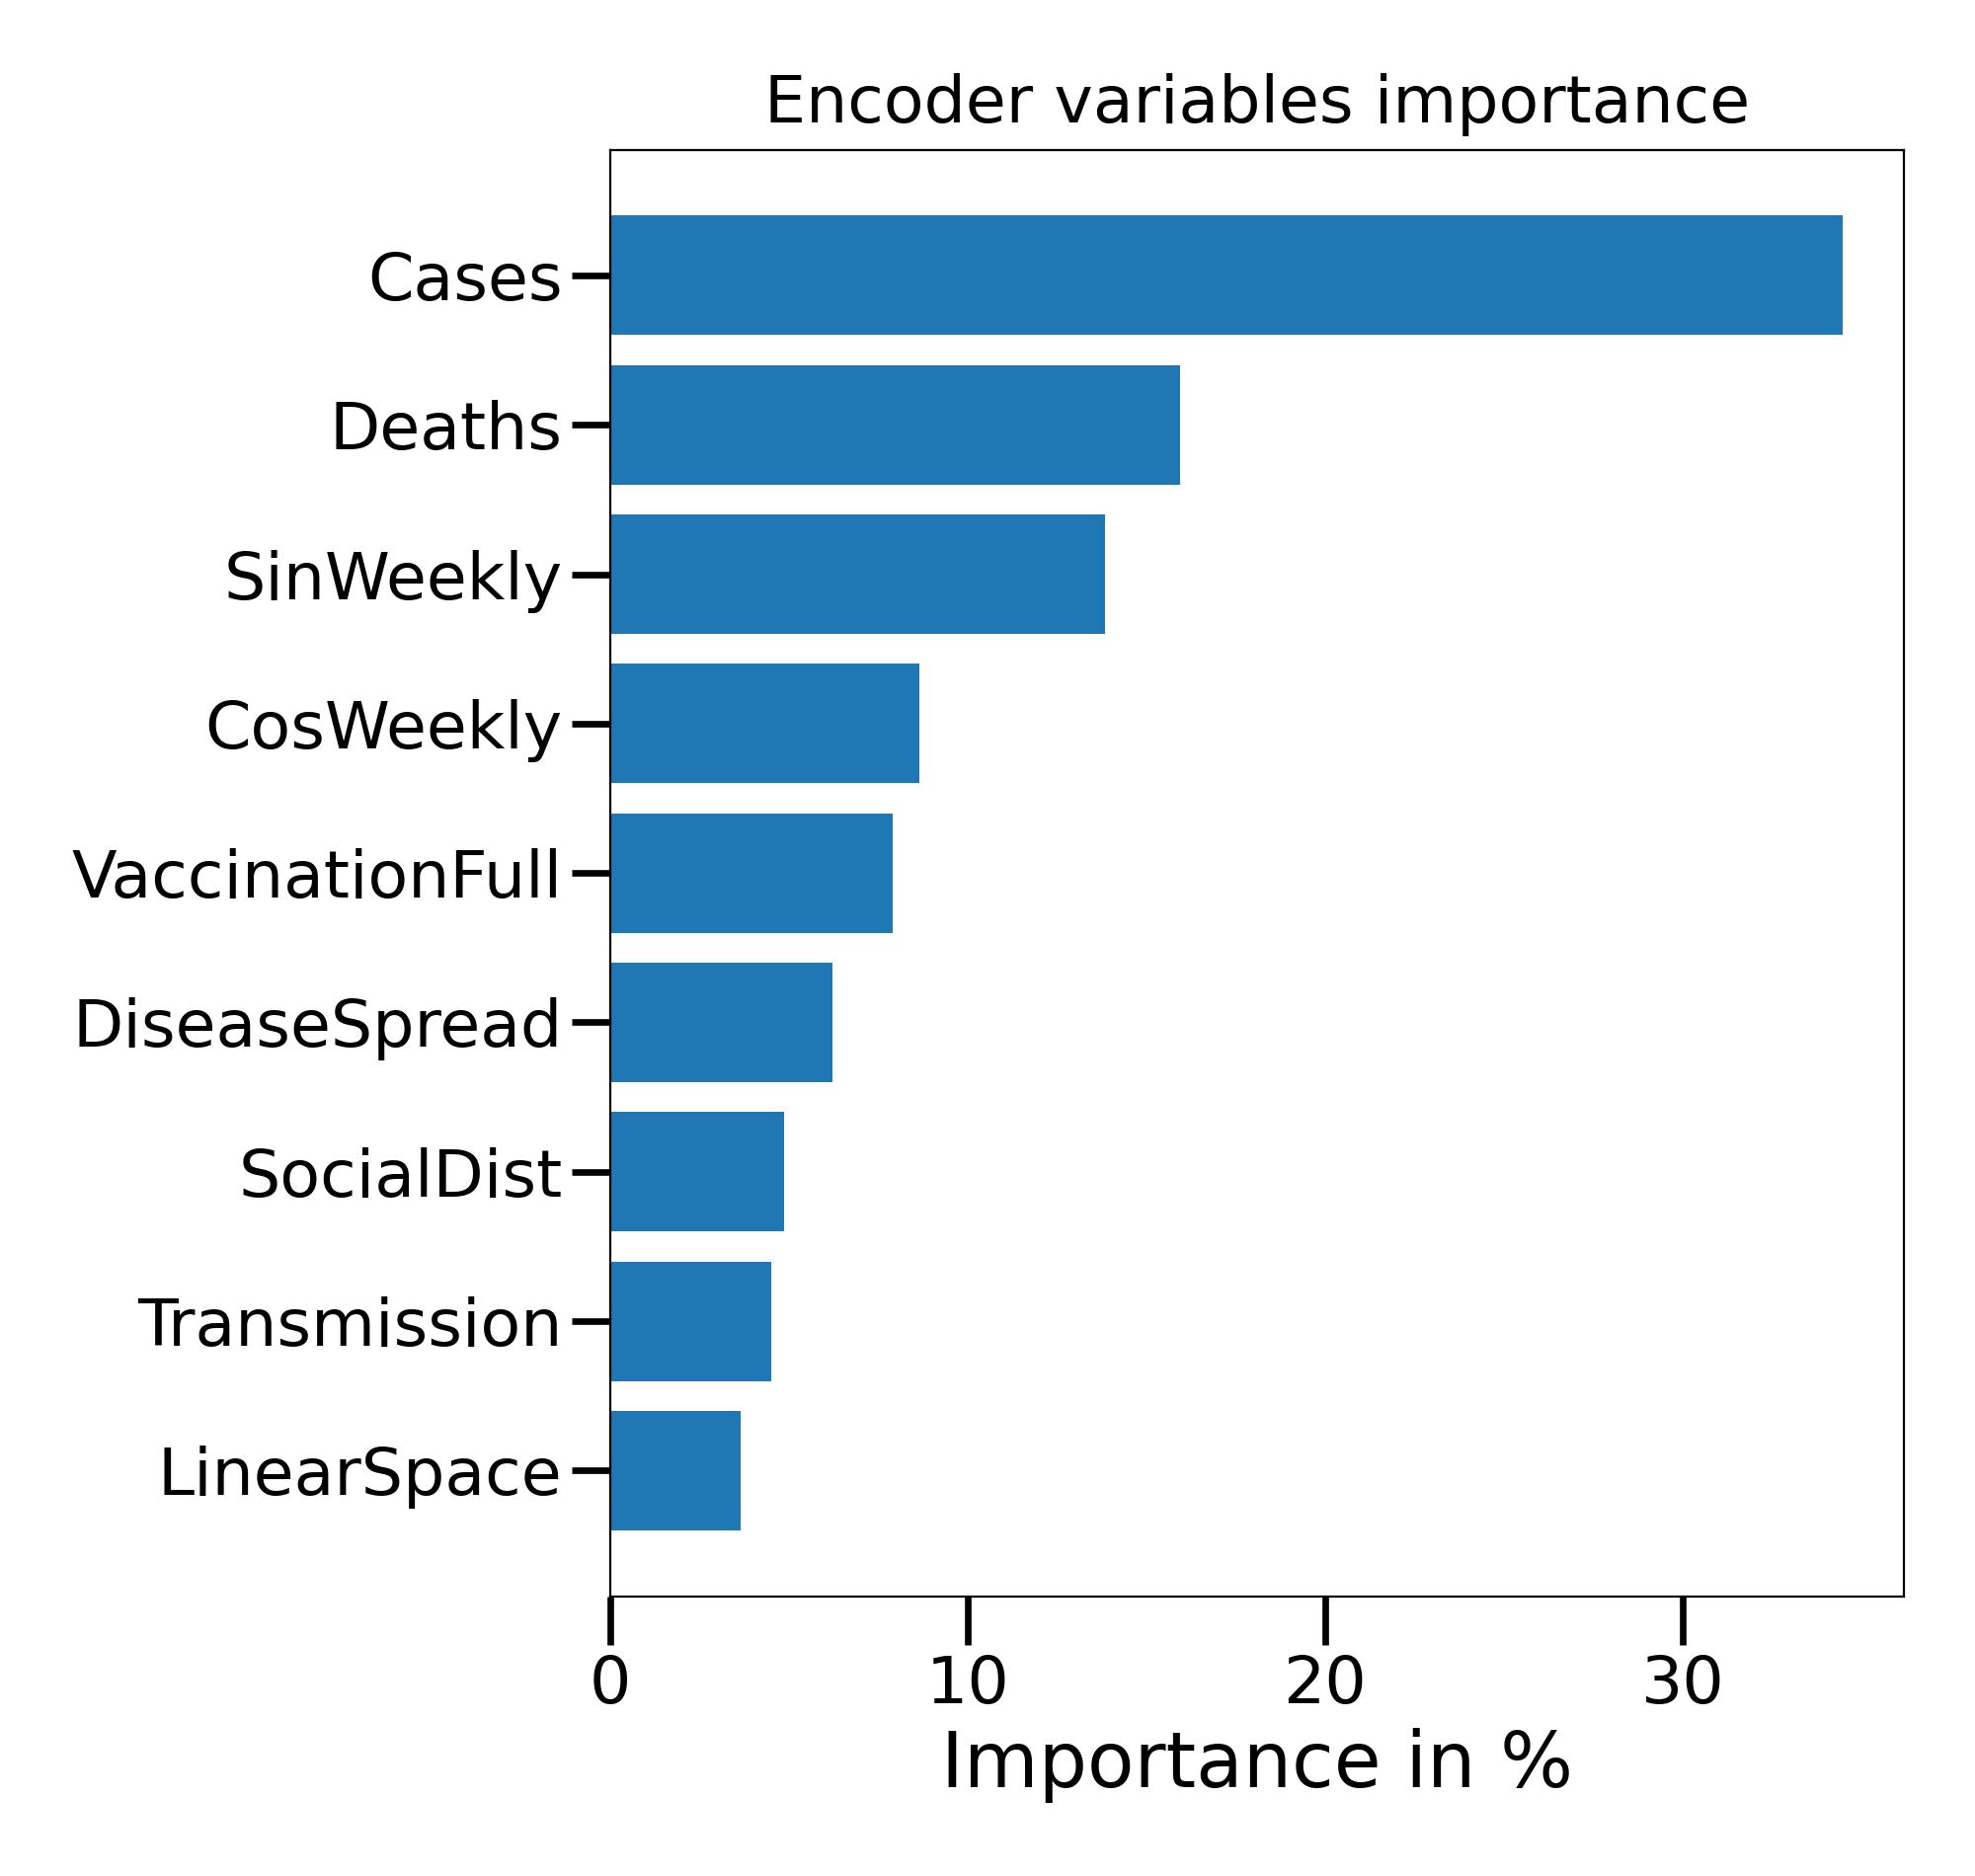 Encoder variables importance
Cases
Deaths
SinWeekly
CosWeekly
VaccinationFull
DiseaseSpread
SocialDist
Transmission
LinearSpace
0 10 20 30
Importance in %